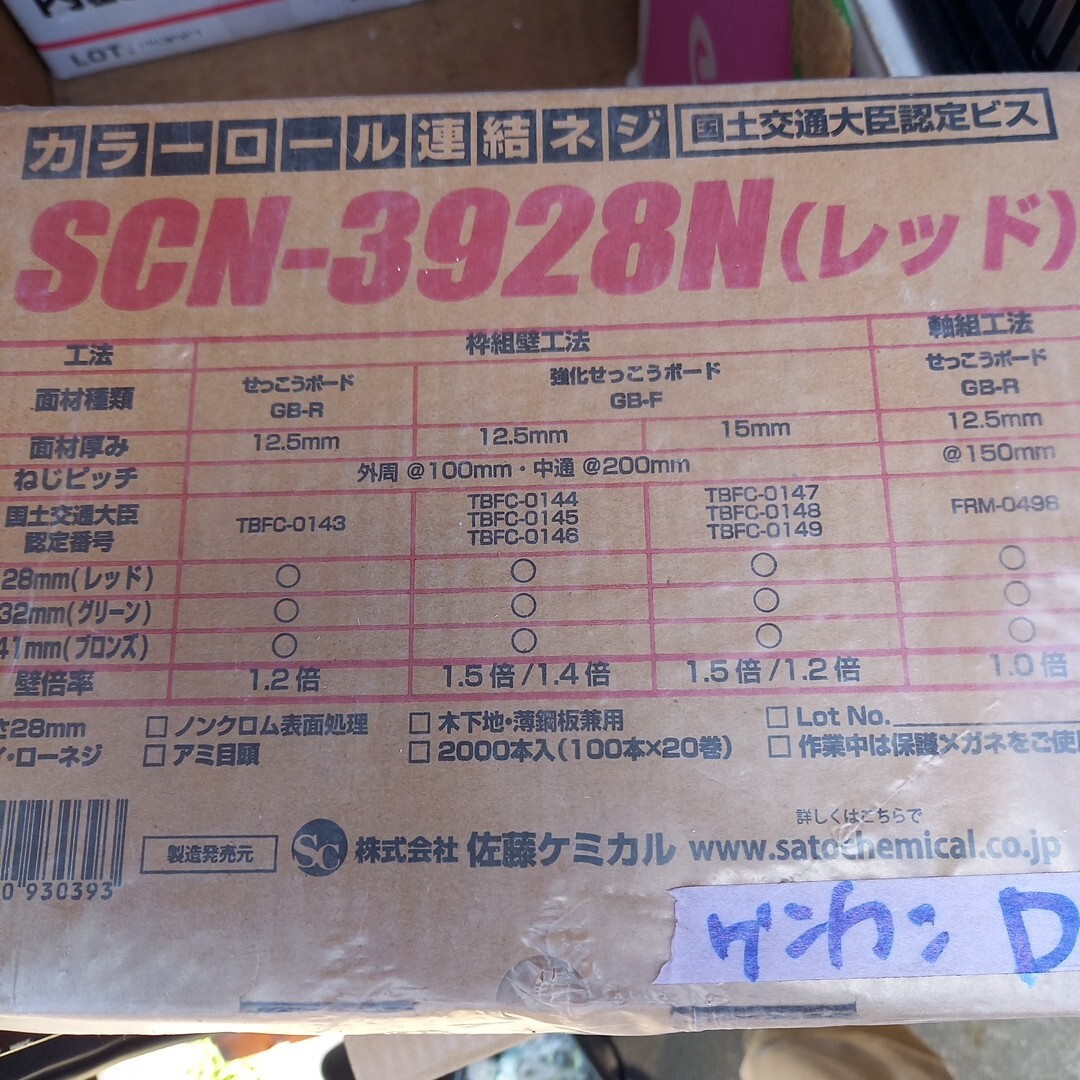 LOT.
カラーロール連結ネジ 国土交通大臣認定ビス
SCN-3928N(レッド)
工法 枠組壁工法 軸組工法
面材種類 せっこうボード GB-R 強化せっこうボード GB-F せっこうボード GB-R
面材厚み 12.5mm 12.5mm 15mm 12.5mm
ねじピッチ 外周 @100mm・中通 @200mm @150mm
国土交通大臣認定番号 TBFC-0143 TBFC-0144 TBFC-0145 TBFC-0146 TBFC-0147 TBFC-0148 TBFC-0149 FRM-0498
28mm(レッド) ○ ○ ○ ○
32mm(グリーン) ○ ○ ○ ○
41mm(ブロンズ) ○ ○ ○ ○
壁倍率 1.2倍 1.5倍/1.4倍 1.5倍/1.2倍 1.0倍
さ28mm □ノンクロム表面処理 □木下地・薄鋼板兼用 □Lot No.
イ・ローネジ □アミ目頭 □2000本入(100本×20巻) □作業中は保護メガネをご使用
詳しくはこちらで
0 930393 製造発売元 SC 株式会社 佐藤ケミカル www.satochemical.co.jp
ゲンカン D